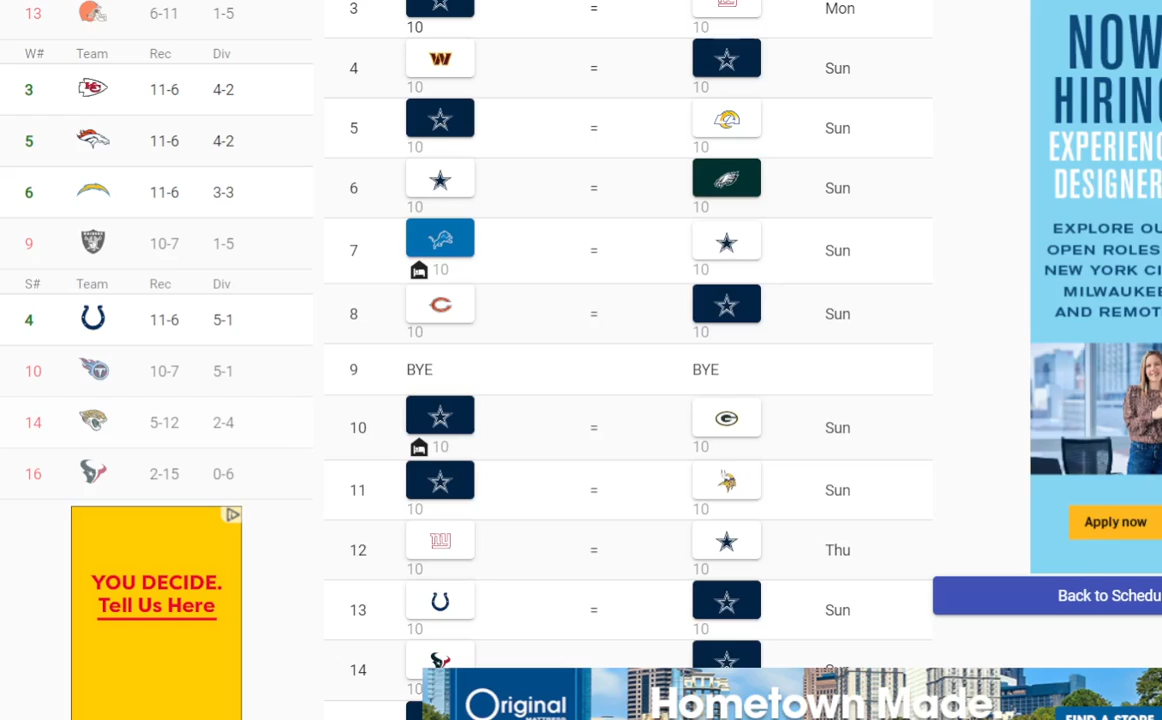 13 6-11 1-5
W# Team Rec Div
3 11-6 4-2
5 11-6 4-2
6 11-6 3-3
9 10-7 1-5
S# Team Rec Div
4 11-6 5-1
10 10-7 5-1
14 5-12 2-4
16 2-15 0-6
YOU DECIDE.
Tell Us Here
3 = Mon
10 10
4 = Sun
10 10
5 = Sun
10 10
6 = Sun
10 10
7 = Sun
10 10
8 = Sun
10 10
9 BYE BYE
10 = Sun
10 10
11 = Sun
10 10
12 = Thu
10 10
13 = Sun
10 10
14 =
10
NOW
HIRING
EXPERIENC
DESIGNER
EXPLORE OU
OPEN ROLES
NEW YORK CI
MILWAUKEE
AND REMOT
Apply now
Back to Schedu
Original
MATTRESS
Hometown Made.
FIND A STORE